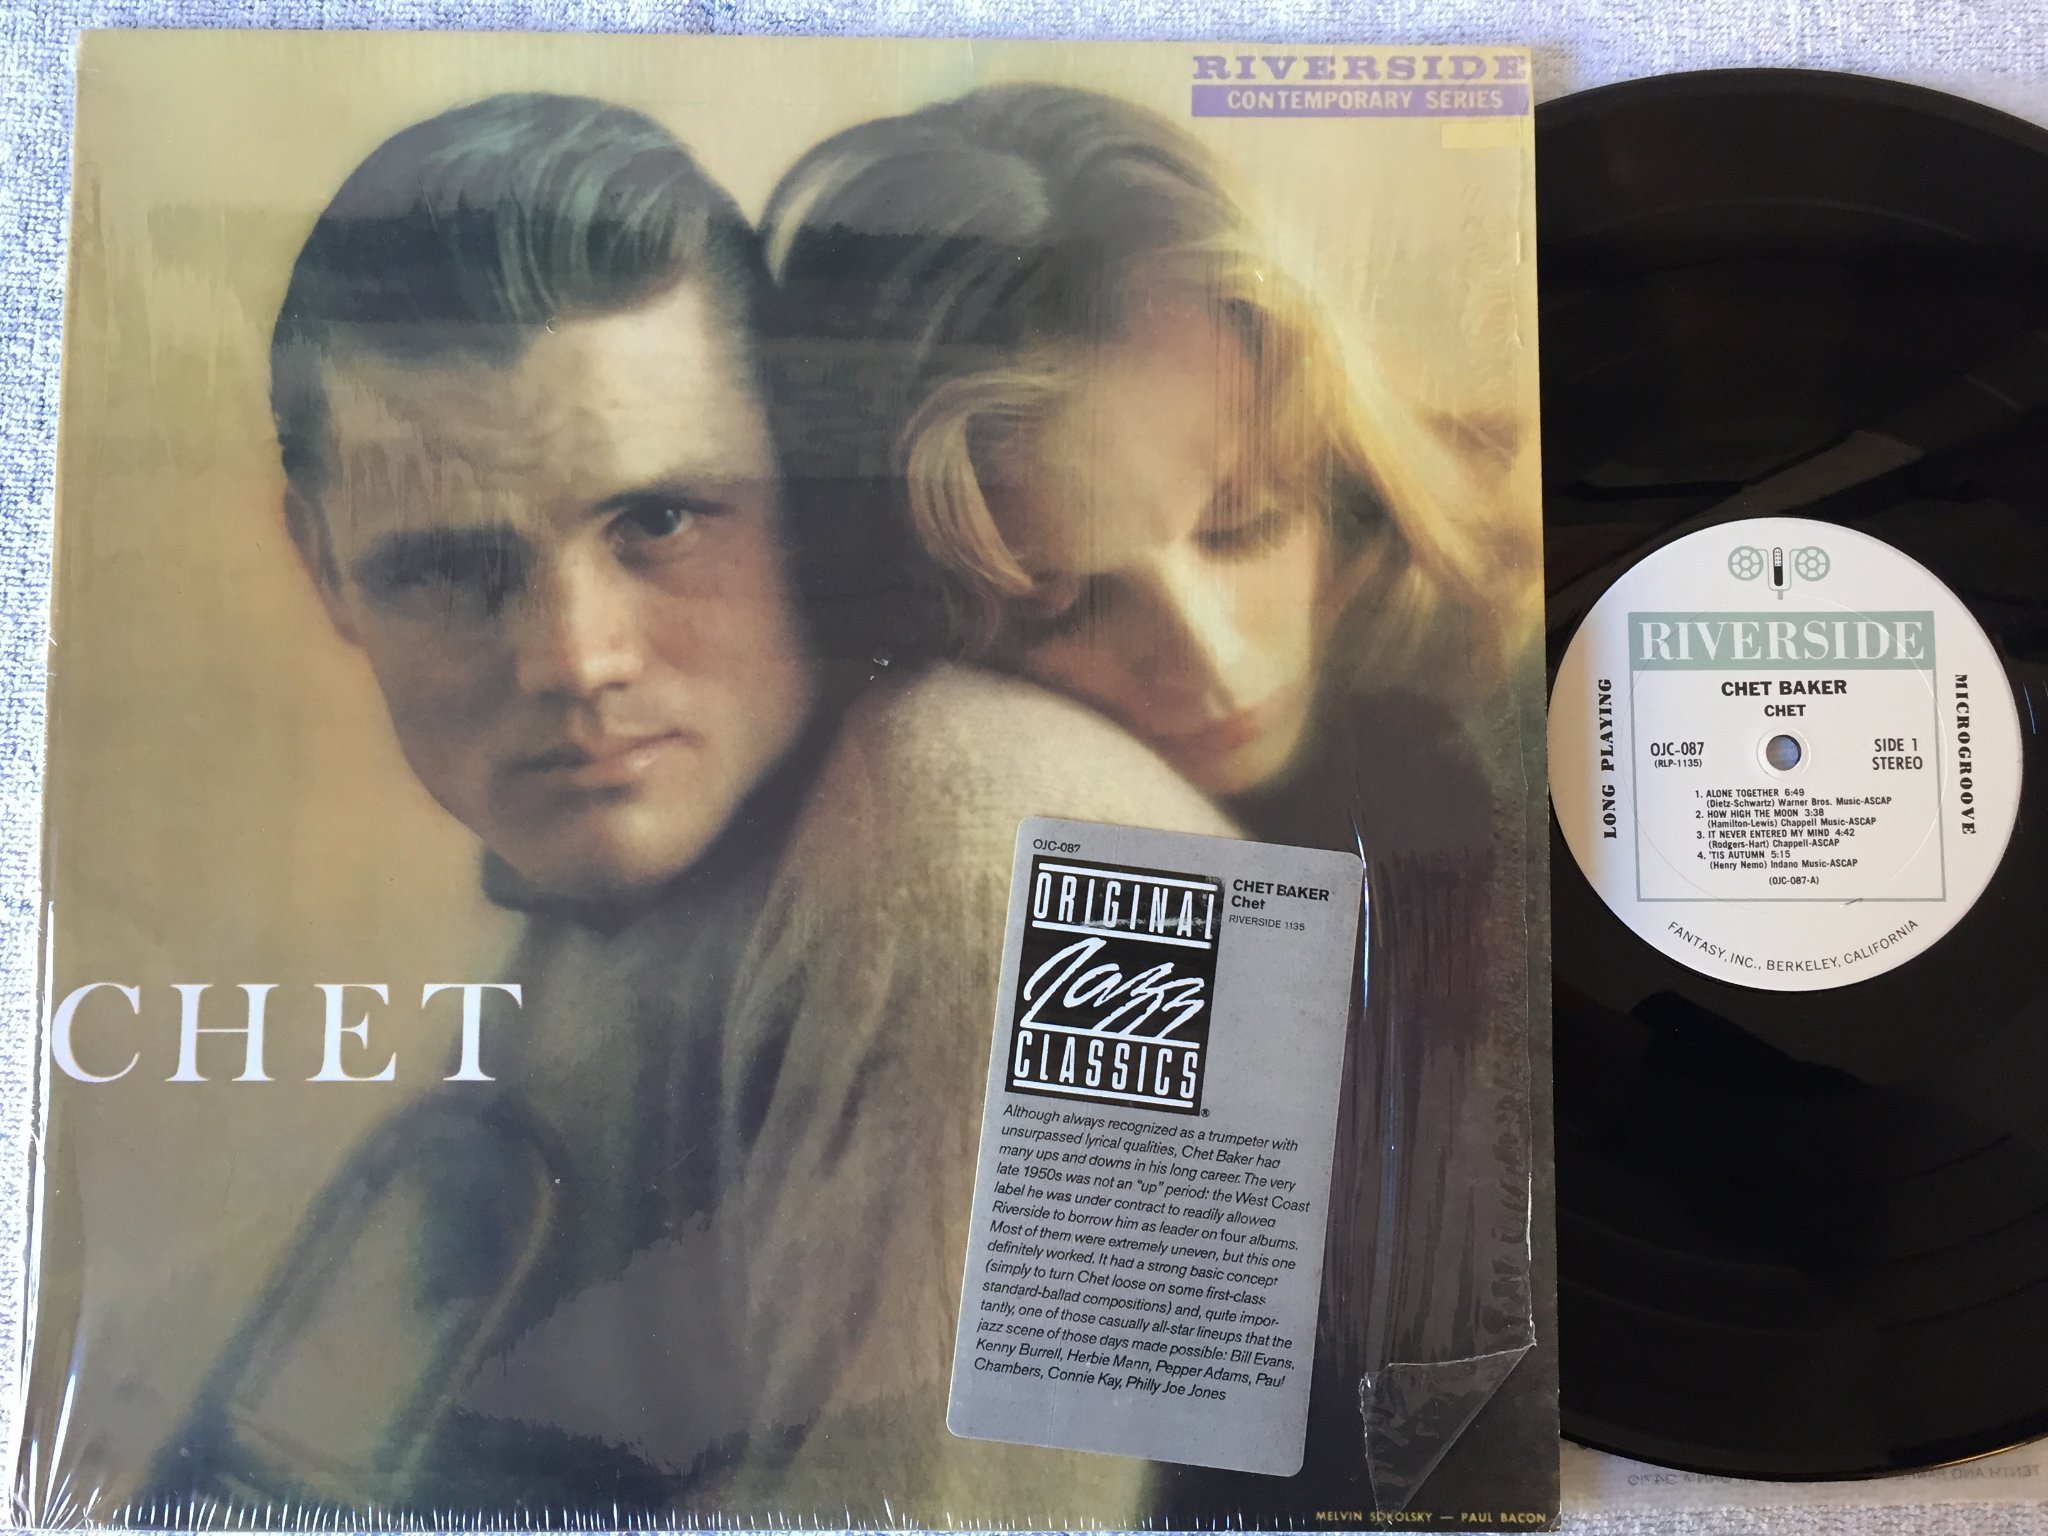 RIVERSIDE
CONTEMPORARY SERIES
CHET
OJC-087
ORIGINAL
Jazz
CLASSICS
®
CHET BAKER
Chet
RIVERSIDE 1135
Although always recognized as a trumpeter with
unsurpassed lyrical qualities, Chet Baker had
many ups and downs in his long career. The very
late 1950s was not an "up" period: the West Coast
label he was under contract to readily allowed
Riverside to borrow him as leader on four albums.
Most of them were extremely uneven, but this one
definitely worked. It had a strong basic concept
(simply to turn Chet loose on some first-class
standard-ballad compositions) and, quite impor-
tantly, one of those casually all-star lineups that the
jazz scene of those days made possible: Bill Evans,
Kenny Burrell, Herbie Mann, Pepper Adams, Paul
Chambers, Connie Kay, Philly Joe Jones
MELVIN SOKOLSKY — PAUL BACON
RIVERSIDE
LONG PLAYING
MICROGROOVE
CHET BAKER
CHET
OJC-087
(RLP-1135)
SIDE 1
STEREO
1. ALONE TOGETHER 6:49
(Dietz-Schwartz) Warner Bros. Music-ASCAP
2. HOW HIGH THE MOON 3:38
(Hamilton-Lewis) Chappell Music-ASCAP
3. IT NEVER ENTERED MY MIND 4:42
(Rodgers-Hart) Chappell-ASCAP
4. 'TIS AUTUMN 5:15
(Henry Nemo) Indano Music-ASCAP
(OJC-087-A)
FANTASY, INC., BERKELEY, CALIFORNIA